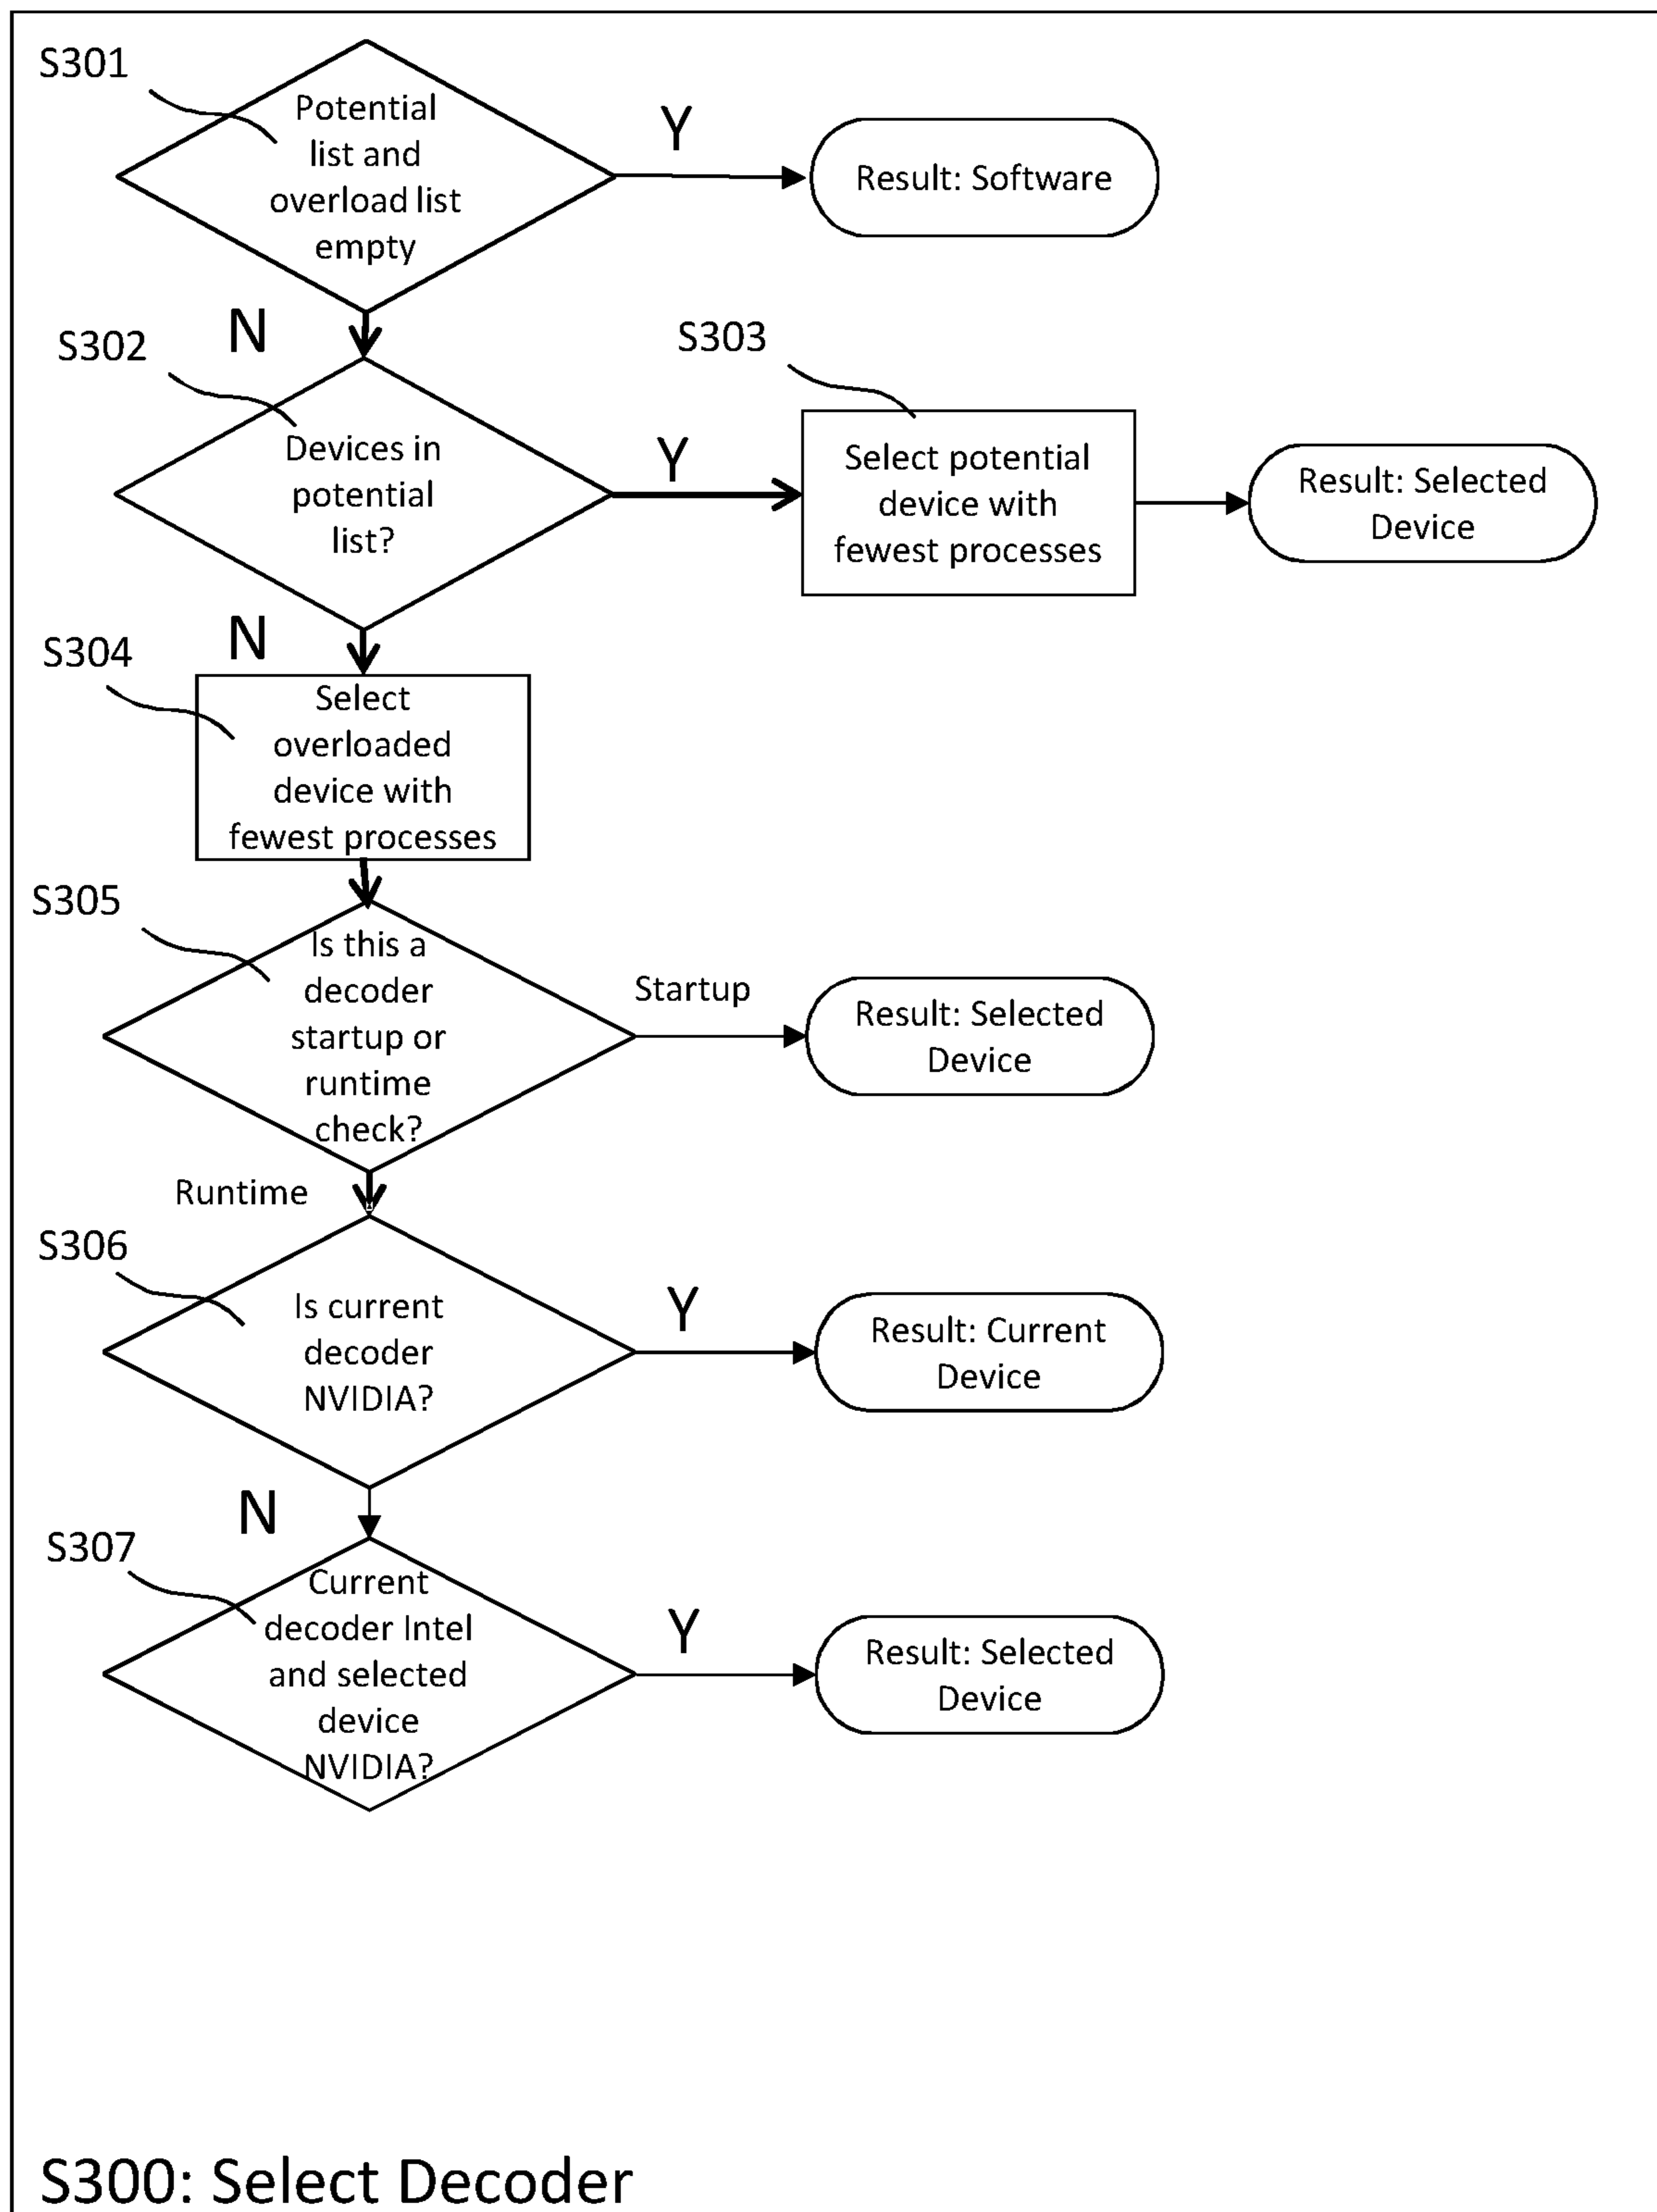 S301
Potential
list and
overload list
empty
Y
Result: Software
N
S302
Devices in
potential
list?
Y
S303
Select potential
device with
fewest processes
Result: Selected
Device
N
S304
Select
overloaded
device with
fewest processes
S305
Is this a
decoder
startup or
runtime
check?
Startup
Result: Selected
Device
Runtime
S306
Is current
decoder
NVIDIA?
Y
Result: Current
Device
N
S307
Current
decoder Intel
and selected
device
NVIDIA?
Y
Result: Selected
Device
S300: Select Decoder